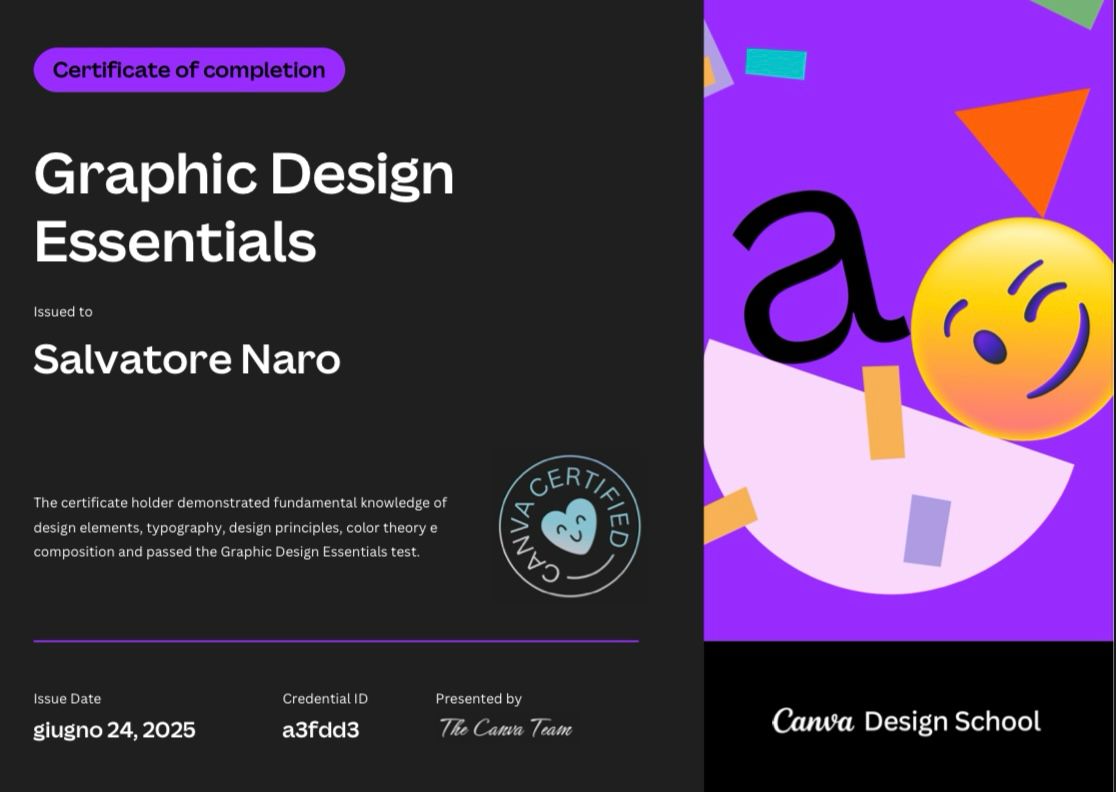 Certificate of completion
Graphic Design
Essentials
Issued to
Salvatore Naro
The certificate holder demonstrated fundamental knowledge of
design elements, typography, design principles, color theory e
composition and passed the Graphic Design Essentials test.
CANVA CERTIFIED
Issue Date
giugno 24, 2025
Credential ID
a3fdd3
Presented by
The Canva Team
a
Canva Design School